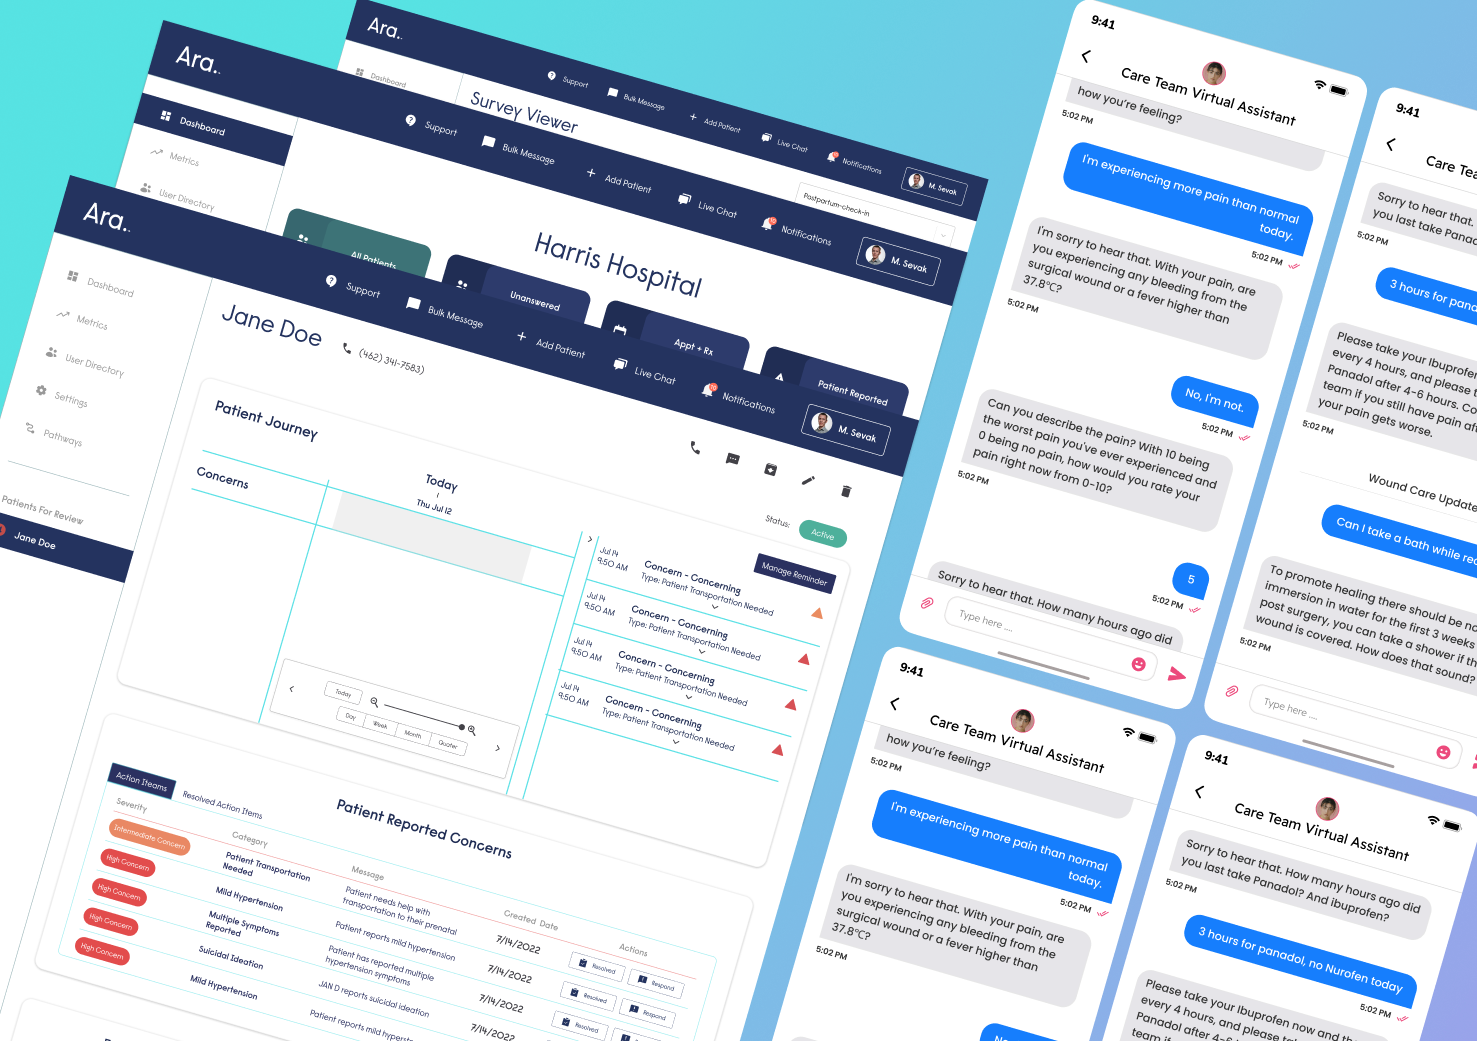 Ara..
Dashboard
Support
Bulk Message
Add Patient
Live Chat
Notifications
M. Sevak
Survey Viewer
Postpartum-check-in
Ara..
Dashboard
Metrics
User Directory
Support
Bulk Message
Add Patient
Live Chat
Notifications
M. Sevak
Harris Hospital
All Patients
Unanswered
Appt + Rx
Patient Reported
Ara..
Dashboard
Metrics
User Directory
Settings
Pathways
Patients For Review
Jane Doe
Support
Bulk Message
Add Patient
Live Chat
Notifications
M. Sevak
Jane Doe
(462) 341-7583)
Status:
Active
Patient Journey
Concerns
Today
Thu Jul 12
Manage Reminder
Jul 14
9:50 AM
Concern - Concerning
Type: Patient Transportation Needed
Jul 14
9:50 AM
Concern - Concerning
Type: Patient Transportation Needed
Jul 14
9:50 AM
Concern - Concerning
Type: Patient Transportation Needed
Jul 14
9:50 AM
Concern - Concerning
Type: Patient Transportation Needed
Today
Day
Week
Month
Quater
Patient Reported Concerns
Action Iteams
Resolved Action Items
Severity
Category
Message
Created Date
Actions
Intermediate Concern
Patient Transportation
Needed
Patient needs help with
transportation to their prenatal
7/14/2022
Resolved
Respond
High Concern
Mild Hypertension
Patient reports mild hypertension
7/14/2022
Resolved
Respond
High Concern
Multiple Symptoms
Reported
Patient has reported multiple
hypertension symptoms
7/14/2022
Resolved
High Concern
Suicidal Ideation
JAN D reports suicidal ideation
7/14/2022
High Concern
Mild Hypertension
Patient reports mild hyperst
9:41
Care Team Virtual Assistant
how you're feeling?
5:02 PM
I'm experiencing more pain than normal
today.
5:02 PM
I'm sorry to hear that. With your pain, are
you experiencing any bleeding from the
surgical wound or a fever higher than
37.8℃?
5:02 PM
No, I'm not.
5:02 PM
Can you describe the pain? With 10 being
the worst pain you've ever experienced and
0 being no pain, how would you rate your
pain right now from 0-10?
5:02 PM
5
5:02 PM
Sorry to hear that. How many hours ago did
Type here ....
9:41
Care Tea
Sorry to hear that.
you last take Panadol
5:02 PM
3 hours for pana
Please take your Ibuprofen
every 4 hours, and please t
Panadol after 4-6 hours. Co
team if you still have pain aft
your pain gets worse.
5:02 PM
Wound Care Update
Can I take a bath while rec
To promote healing there should be no
immersion in water for the first 3 weeks
post surgery, you can take a shower if the
wound is covered. How does that sound?
5:02 PM
Type here ....
9:41
Care Team Virtual Assistant
how you're feeling?
5:02 PM
I'm experiencing more pain than normal
today.
5:02 PM
I'm sorry to hear that. With your pain, are
you experiencing any bleeding from the
surgical wound or a fever higher than
37.8℃?
5:02 PM
9:41
Care Team Virtual Assistant
Sorry to hear that. How many hours ago did
you last take Panadol? And ibuprofen?
5:02 PM
3 hours for panadol, no Nurofen today
5:02 PM
Please take your Ibuprofen now and the
every 4 hours, and please take
Panadol after 4-6
team if